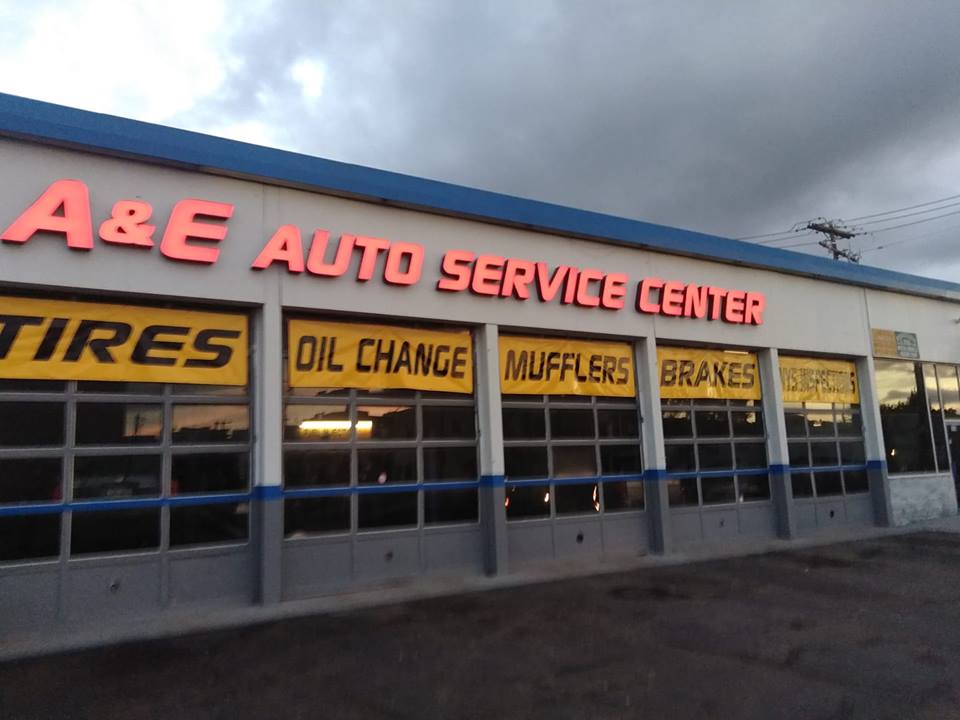 A&E AUTO SERVICE CENTER
TIRES
OIL CHANGE
MUFFLERS
BRAKES